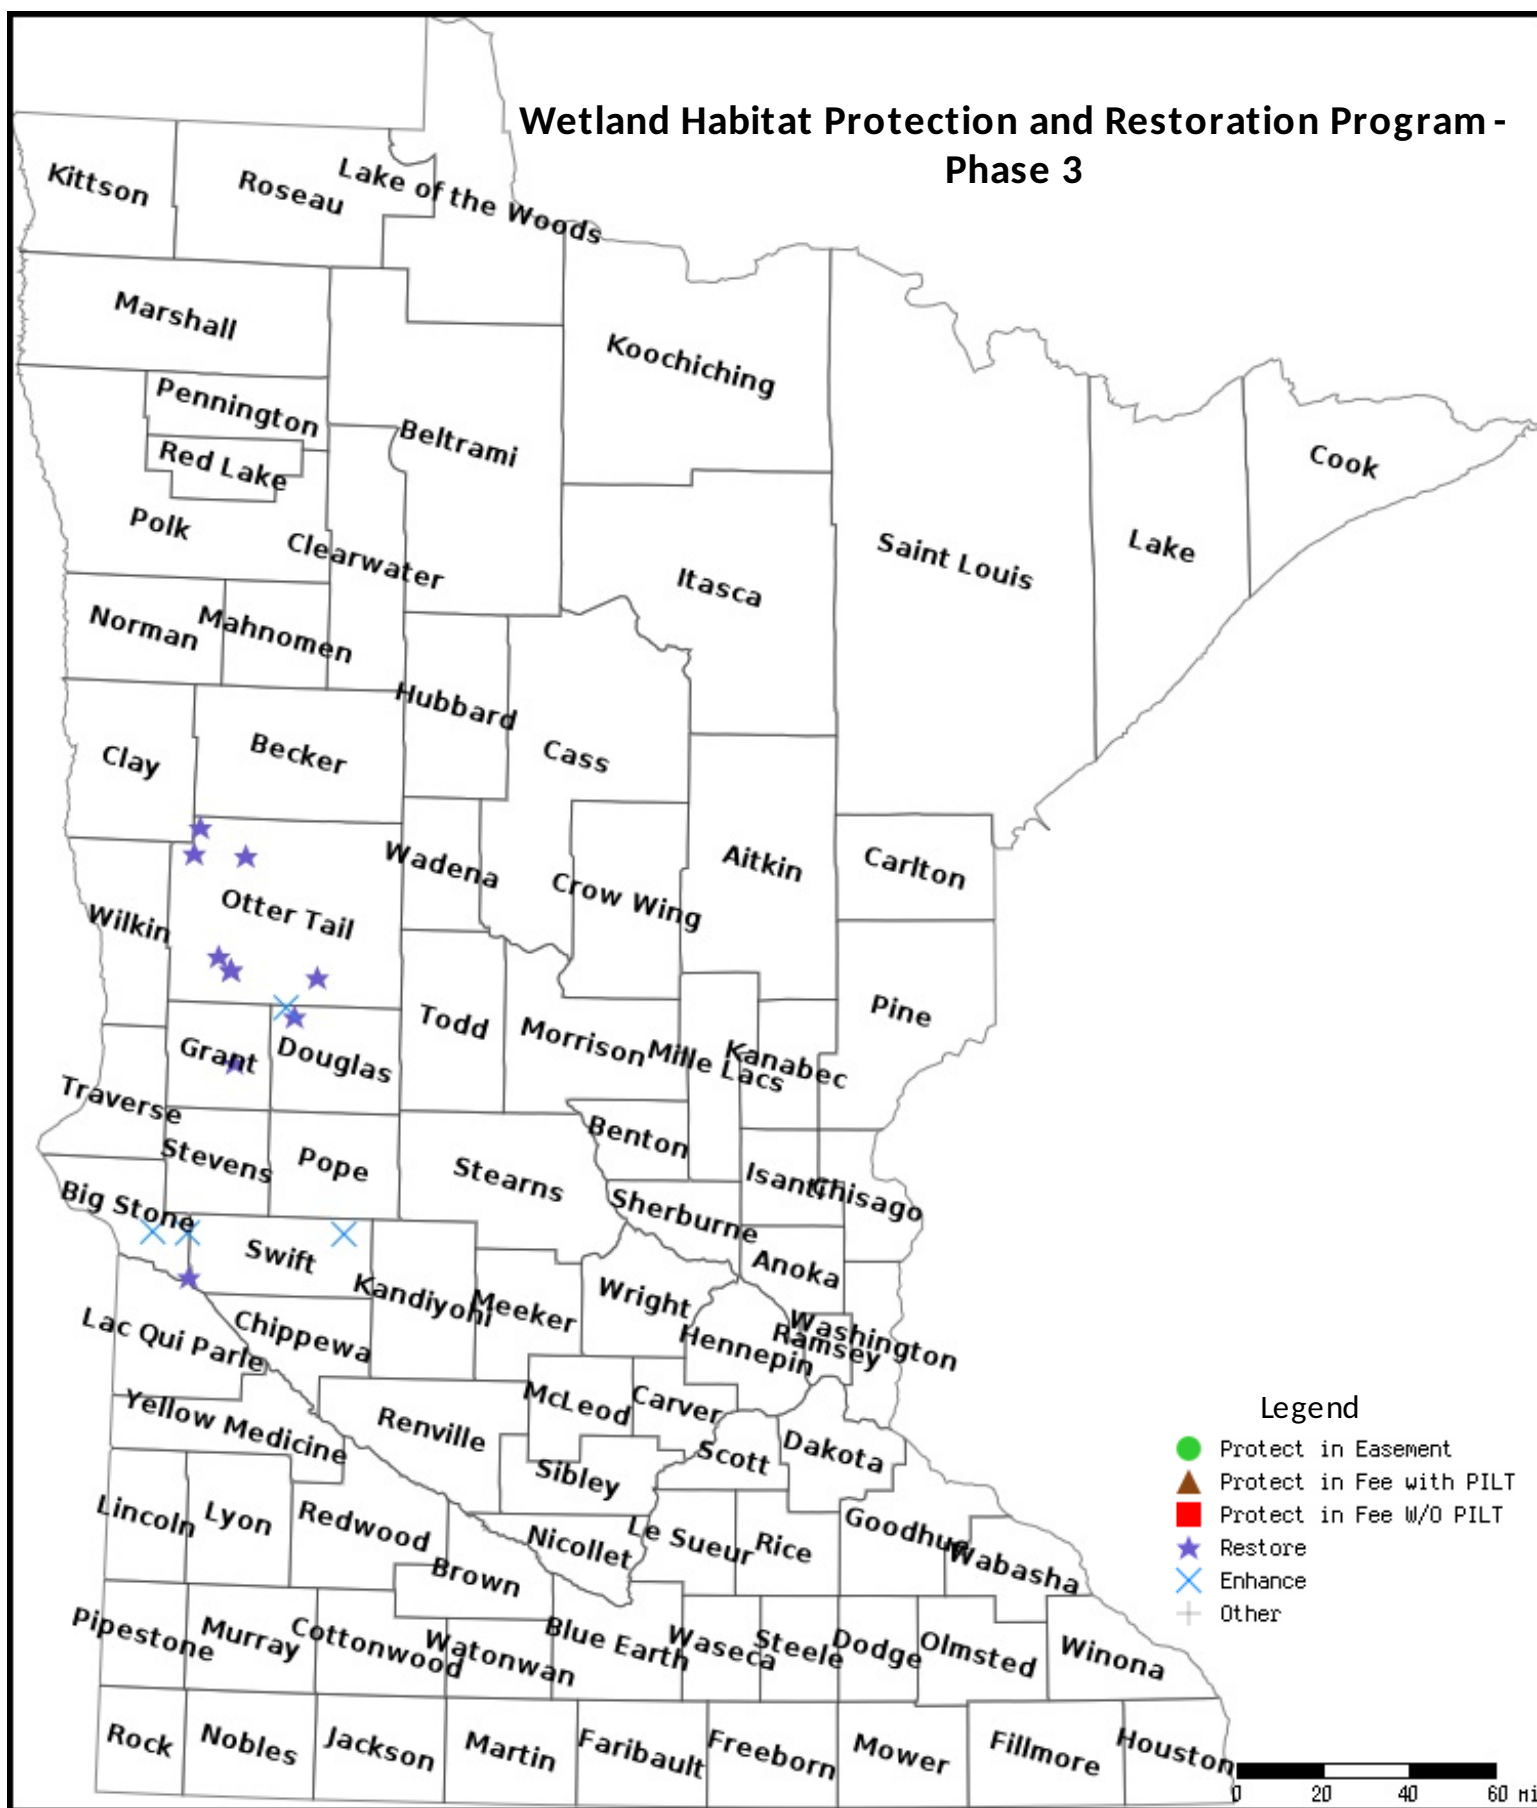 Wetland Habitat Protection and Restoration Program -
Phase 3
Kittson
Roseau
Lake of the Woods
Marshall
Koochiching
Pennington
Beltrami
Red Lake
Cook
Polk
Clearwater
Saint Louis
Lake
Itasca
Norman
Mahnomen
Hubbard
Clay
Becker
Cass
Wadena
Aitkin
Carlton
Crow Wing
Otter Tail
Wilkin
Pine
Todd
Morrison
Mille Lacs
Kanabec
Grant
Douglas
Traverse
Benton
Stevens
Pope
Stearns
Isanti
Chisago
Big Stone
Sherburne
Swift
Anoka
Kandiyohi
Meeker
Wright
Washington
Ramsey
Hennepin
Lac Qui Parle
Chippewa
McLeod
Carver
Yellow Medicine
Renville
Scott
Dakota
Sibley
Lincoln
Lyon
Redwood
Nicollet
Le Sueur
Rice
Goodhue
Wabasha
Brown
Pipestone
Murray
Cottonwood
Watonwan
Blue Earth
Waseca
Steele
Dodge
Olmsted
Winona
Rock
Nobles
Jackson
Martin
Faribault
Freeborn
Mower
Fillmore
Houston
Legend
Protect in Easement
Protect in Fee with PILT
Protect in Fee W/O PILT
Restore
Enhance
Other
0 20 40 60 Mi